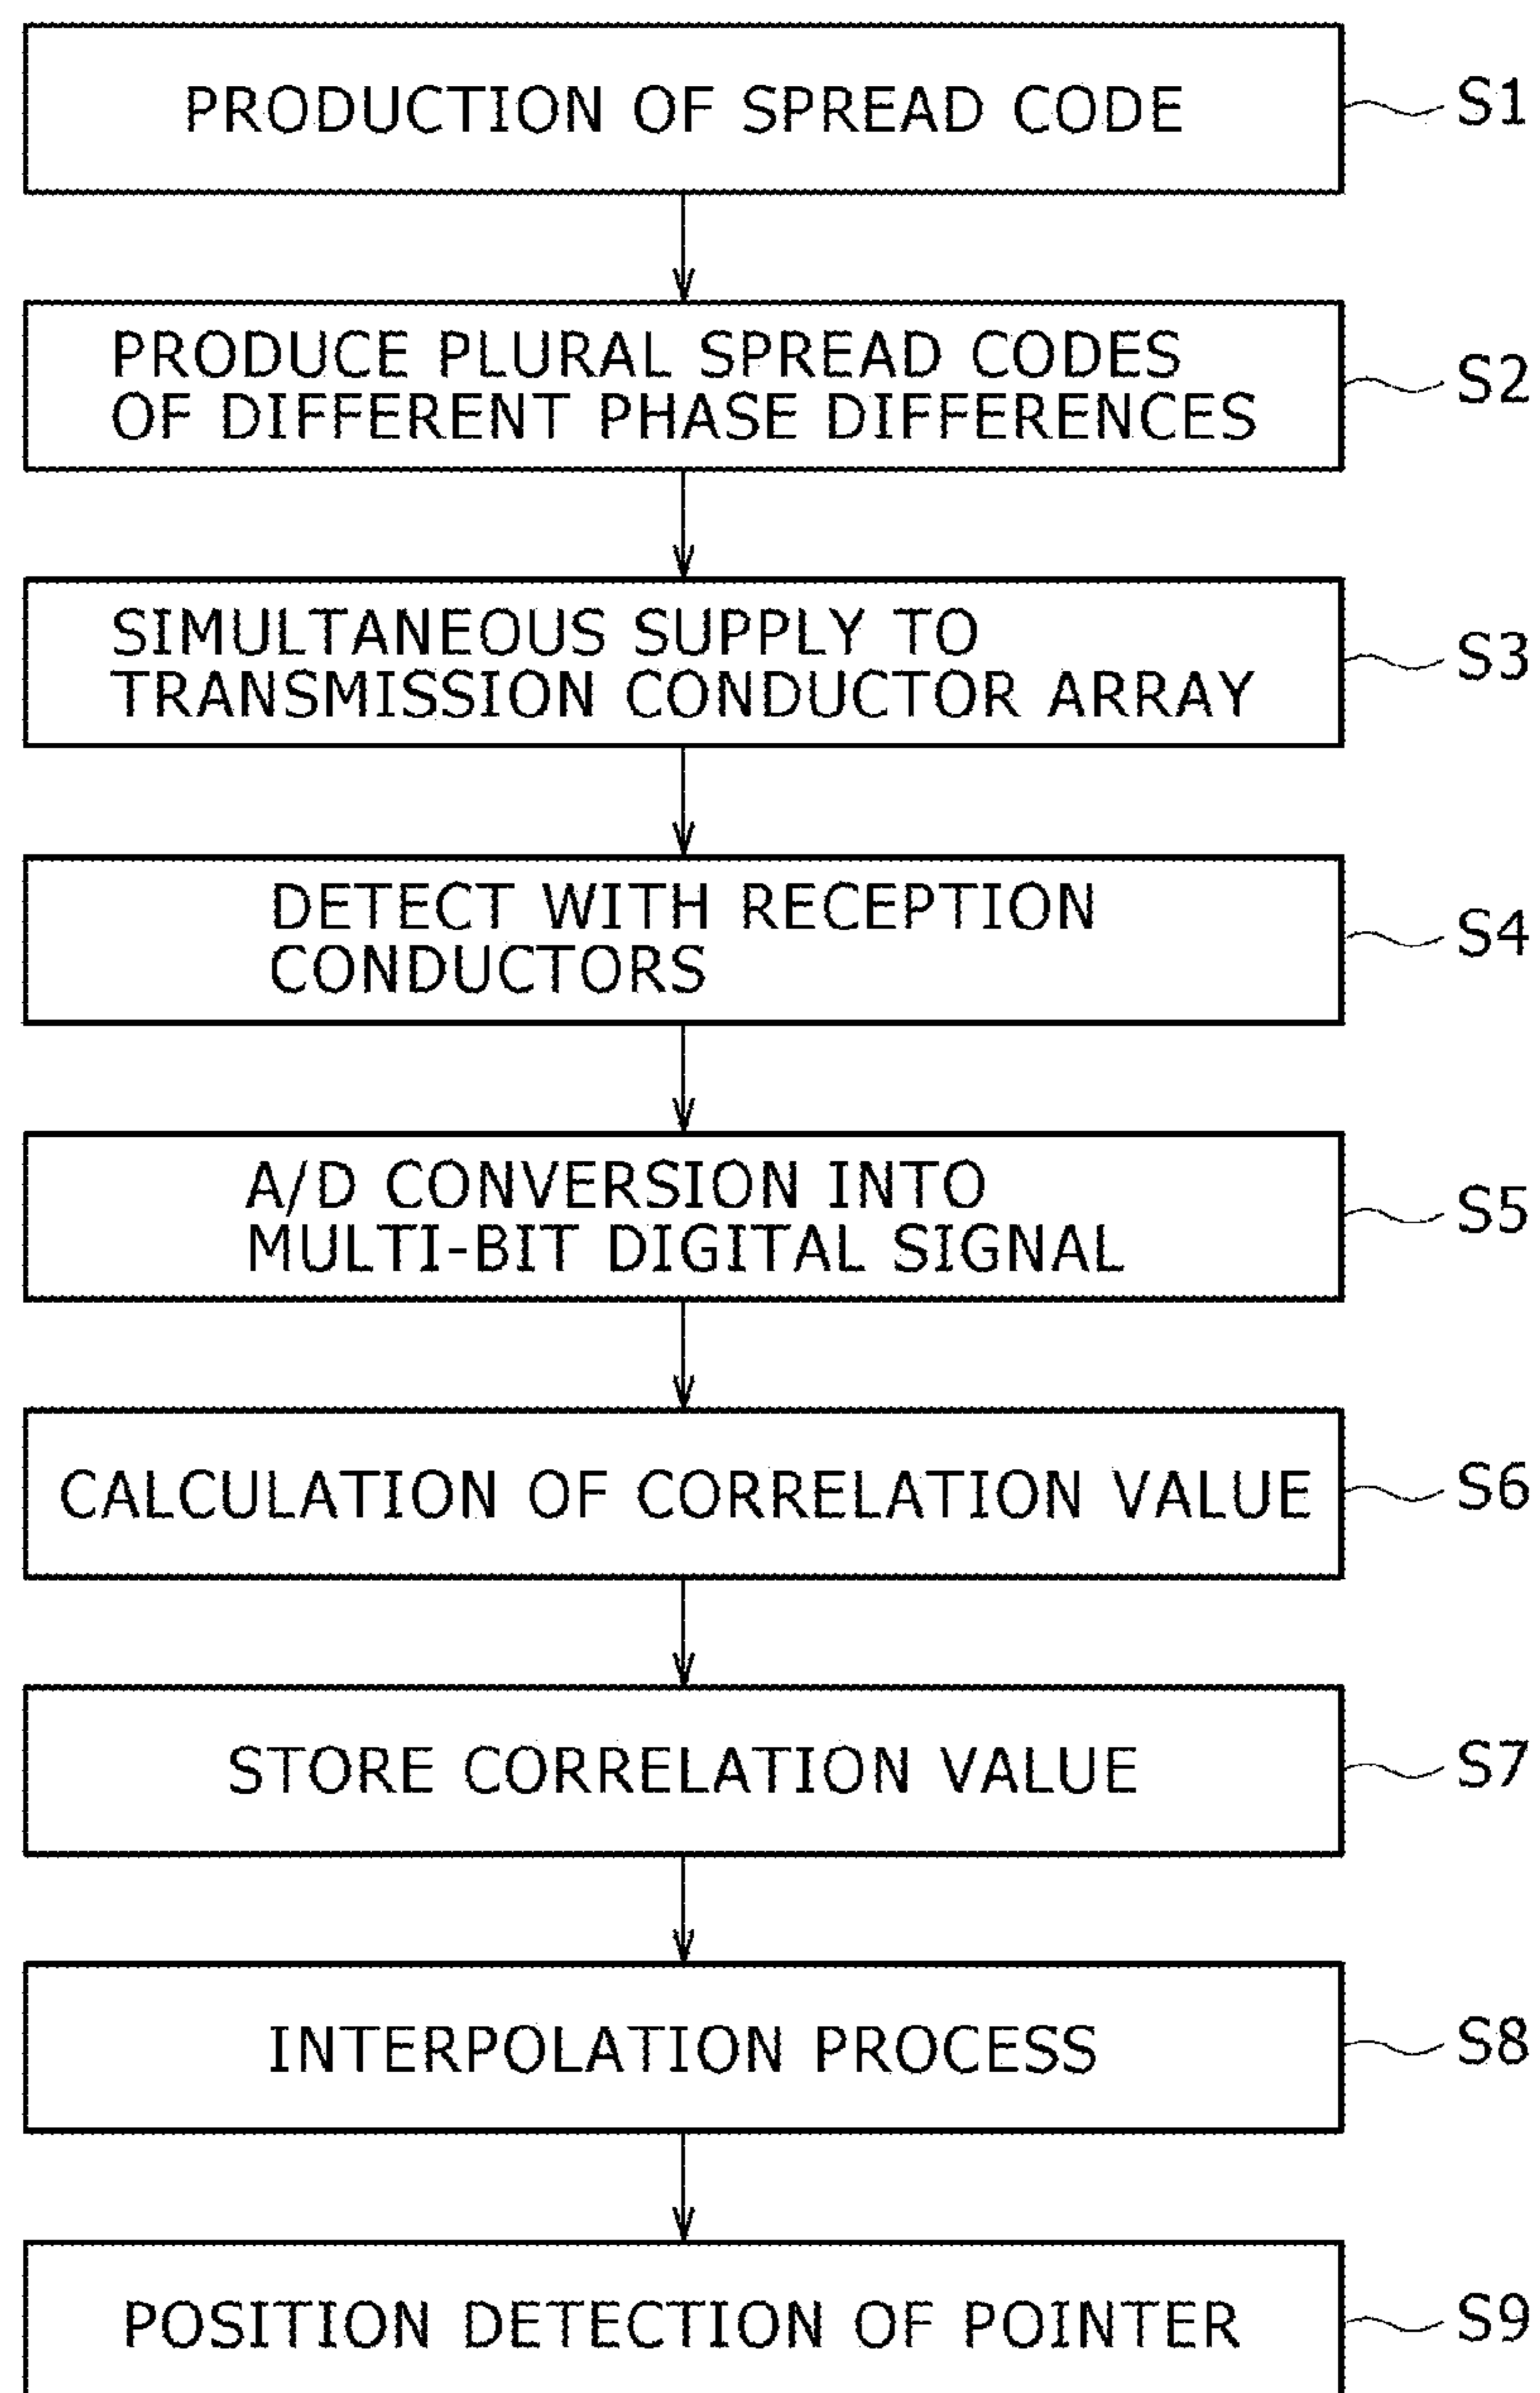 PRODUCTION OF SPREAD CODE
S1
PRODUCE PLURAL SPREAD CODES
OF DIFFERENT PHASE DIFFERENCES
S2
SIMULTANEOUS SUPPLY TO
TRANSMISSION CONDUCTOR ARRAY
S3
DETECT WITH RECEPTION
CONDUCTORS
S4
A/D CONVERSION INTO
MULTI-BIT DIGITAL SIGNAL
S5
CALCULATION OF CORRELATION VALUE
S6
STORE CORRELATION VALUE
S7
INTERPOLATION PROCESS
S8
POSITION DETECTION OF POINTER
S9